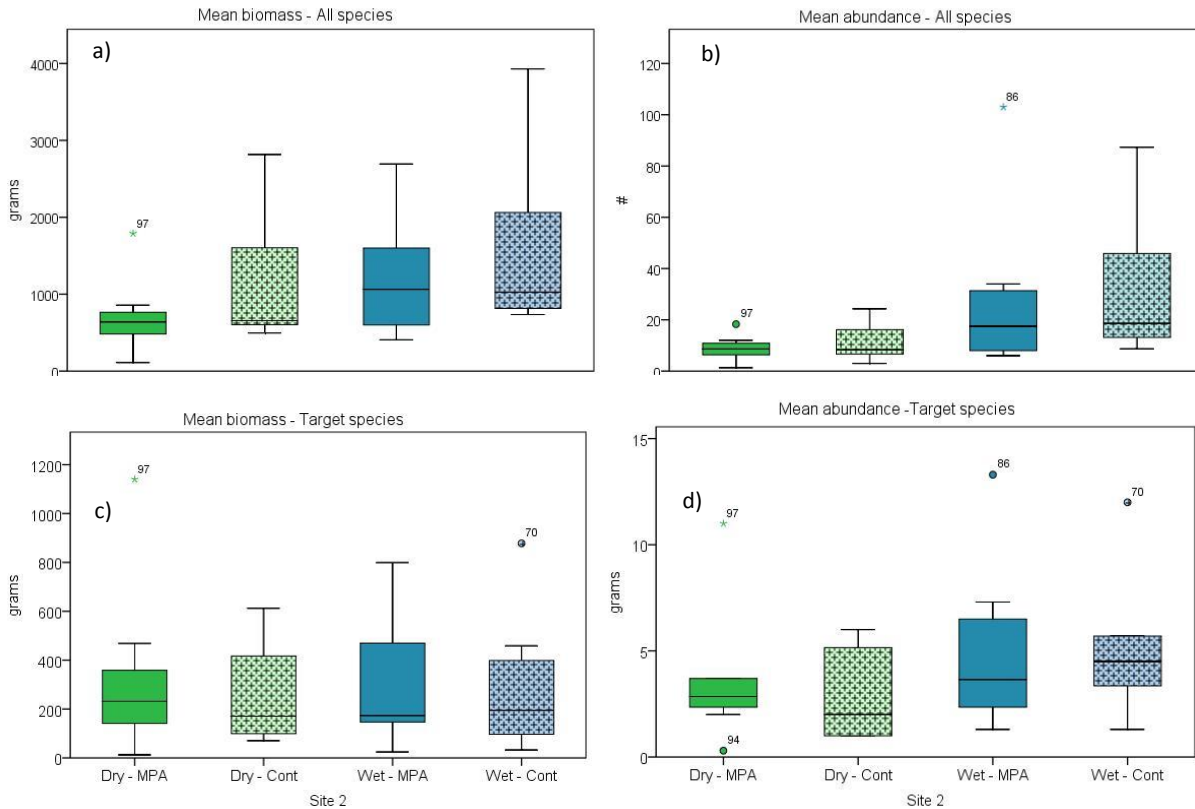 Mean biomass - All species
a)
4000
3000
2000
1000
0
grams
97
Mean abundance - All species
b)
120
100
80
60
40
20
0
#
97
86
Mean biomass - Target species
c)
1200
1000
800
600
400
200
0
grams
97
70
Dry - MPA
Dry - Cont
Wet - MPA
Wet - Cont
Site 2
Mean abundance -Target species
d)
15
10
5
0
grams
97
94
86
70
Dry - MPA
Dry - Cont
Wet - MPA
Wet - Cont
Site 2